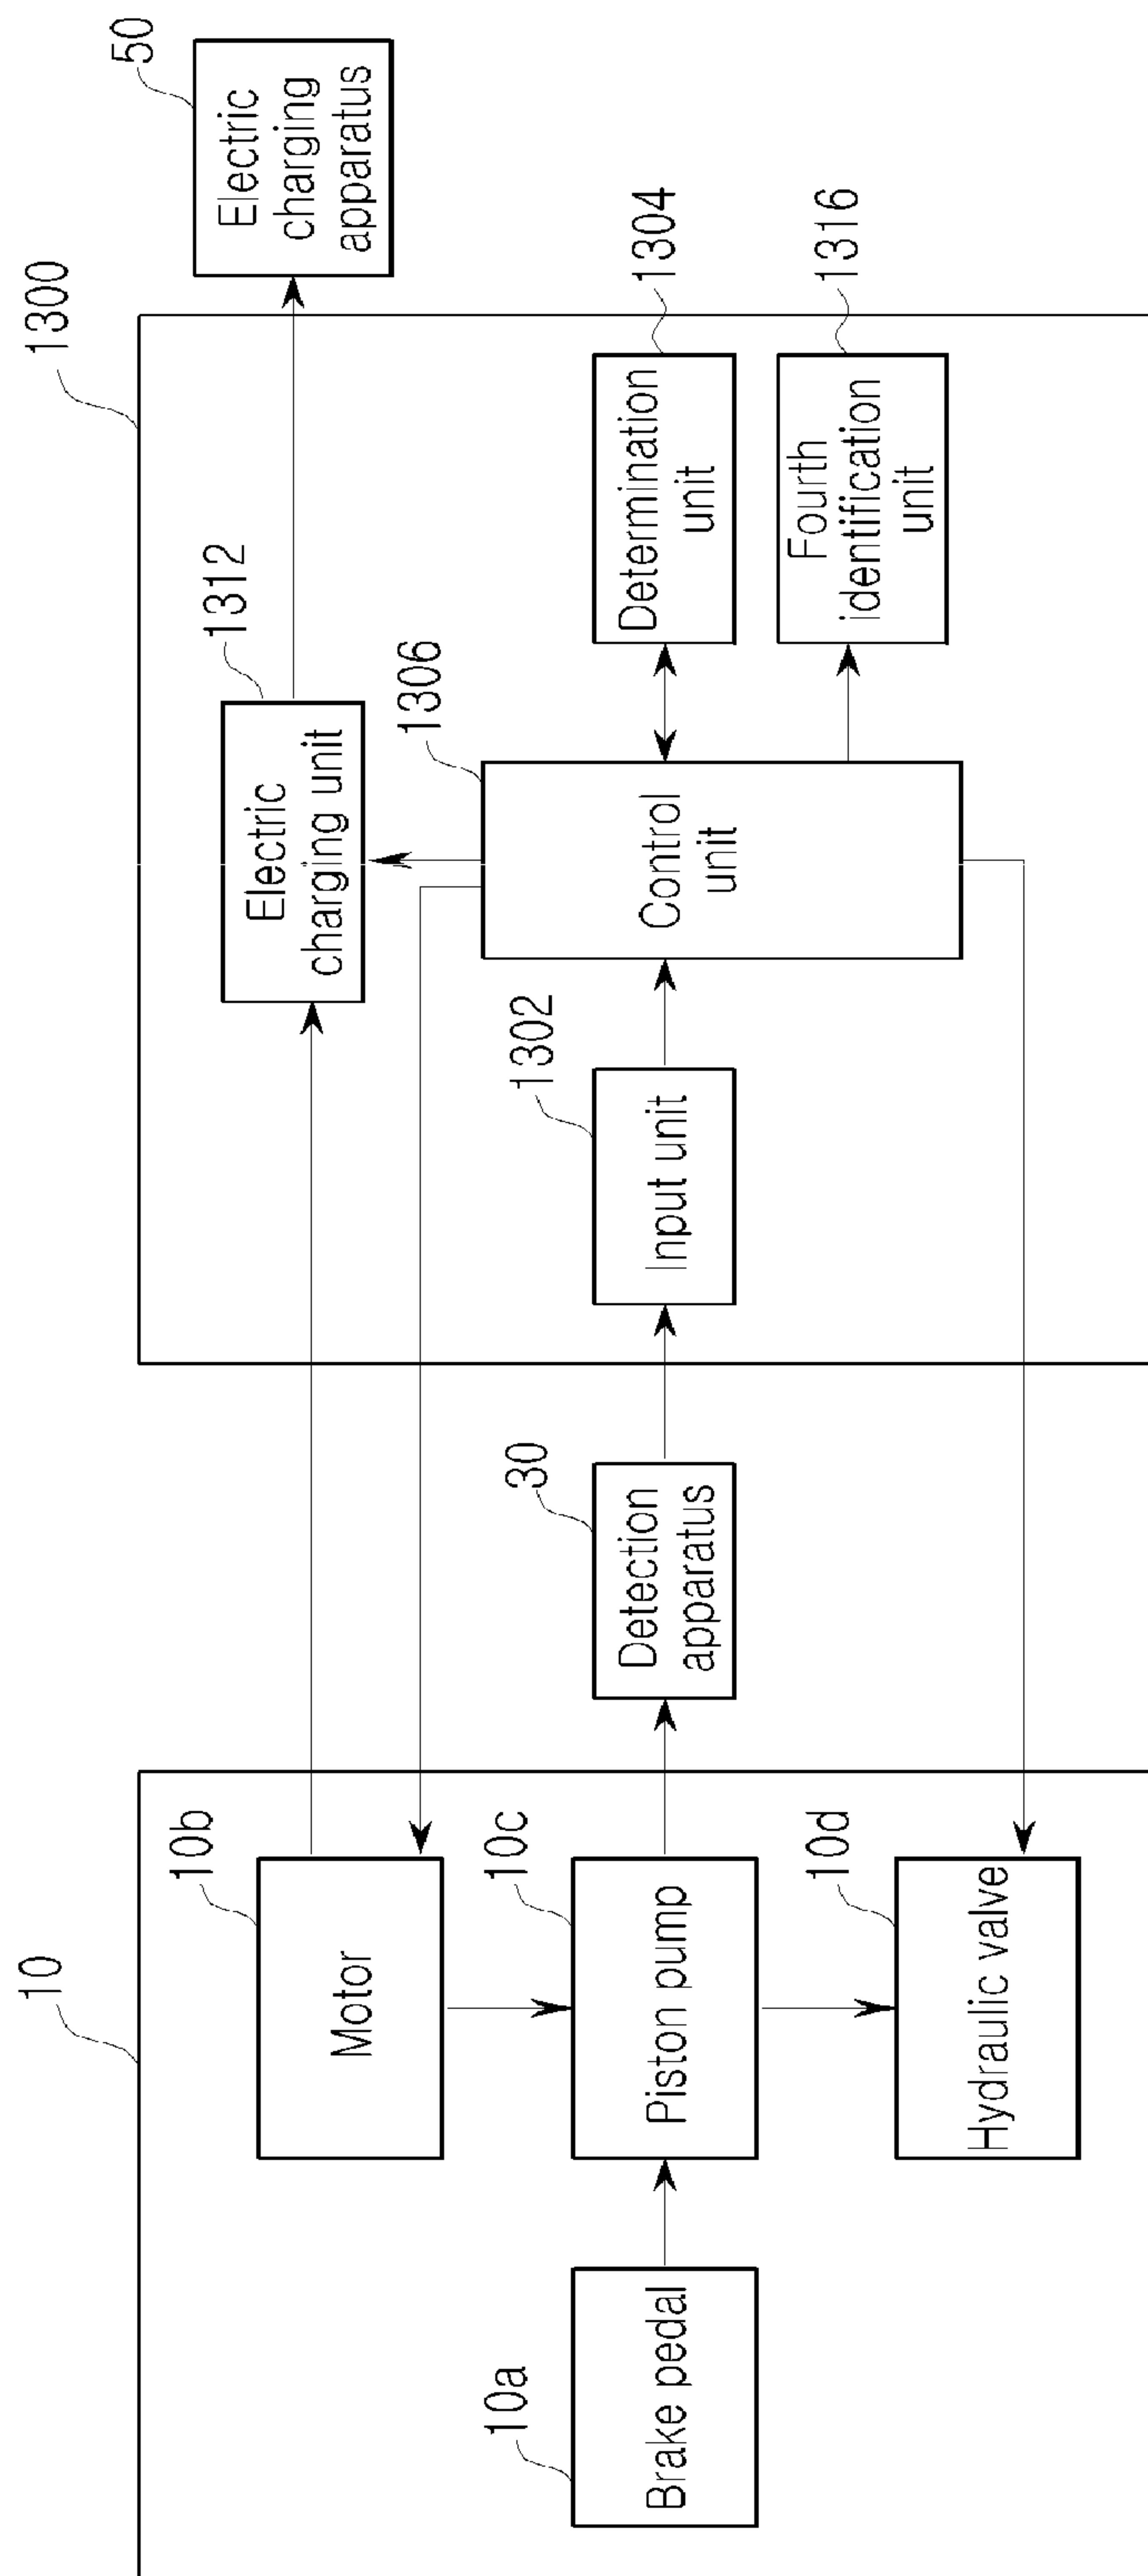 10
10a
Brake pedal
10b
Motor
10c
Piston pump
10d
Hydraulic valve
30
Detection
apparatus
1300
1302
Input unit
1312
Electric
charging unit
1306
Control
unit
1304
Determination
unit
1316
Fourth
identification
unit
50
Electric
charging
apparatus